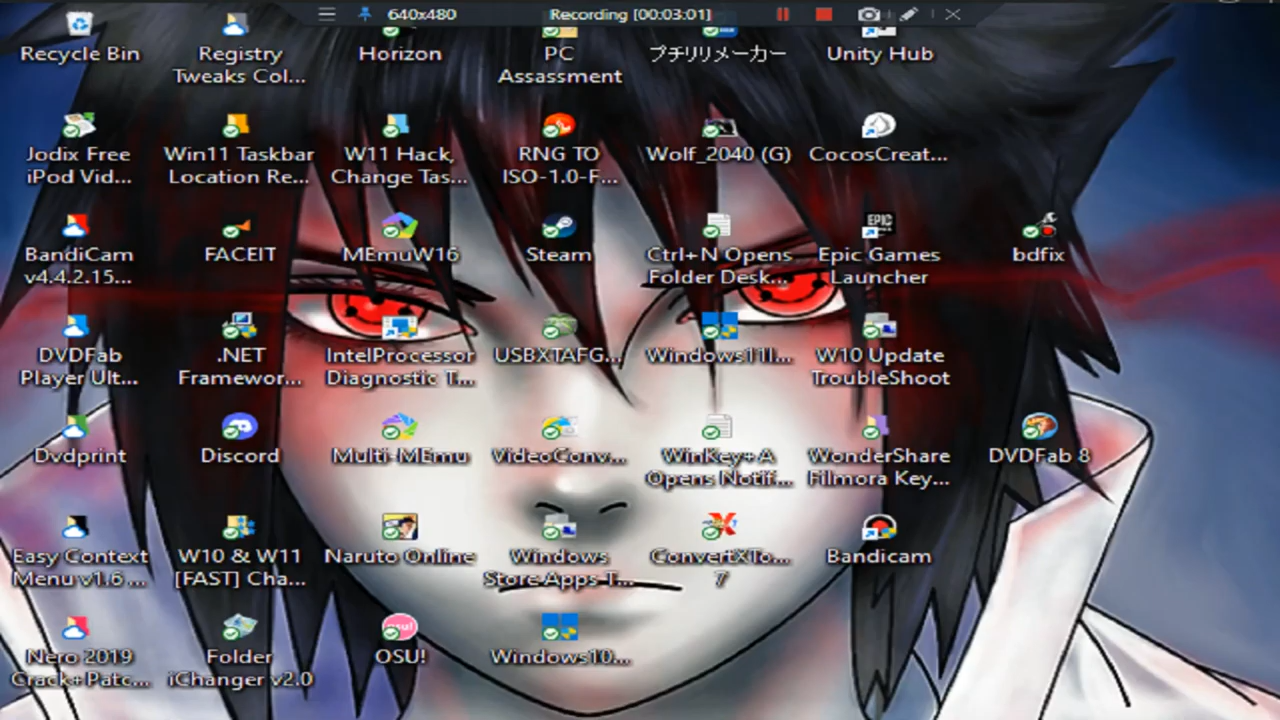 640x480
Recording [00:03:01]
Recycle Bin
Registry
Tweaks Col...
Horizon
PC
Assassment
プチリリメーカー
Unity Hub
Jodix Free
iPod Vid...
Win11 Taskbar
Location Re...
W11 Hack,
Change Tas...
RNG TO
ISO-1.0-F...
Wolf_2040 (G)
CocosCreat...
BandiCam
v4.4.2.15...
FACEIT
MEmuW16
Steam
Ctrl+N Opens
Folder Desk...
EPIC
GAMES
Epic Games
Launcher
bdfix
DVDFab
Player Ult...
.NET
Framewor...
IntelProcessor
Diagnostic T...
USBXTAFG...
Windows11I...
W10 Update
TroubleShoot
Dvdprint
Discord
Multi-MEmu
VideoConv...
WinKey+A
Opens Notif...
WonderShare
Filmora Key...
DVDFab 8
Easy Context
Menu v1.6 ...
W10 & W11
[FAST] Cha...
Naruto Online
Windows
Store Apps T...
ConvertXTo...
7
Bandicam
Nero 2019
Crack+Patc...
Folder
iChanger v2.0
osu!
OSU!
Windows10...